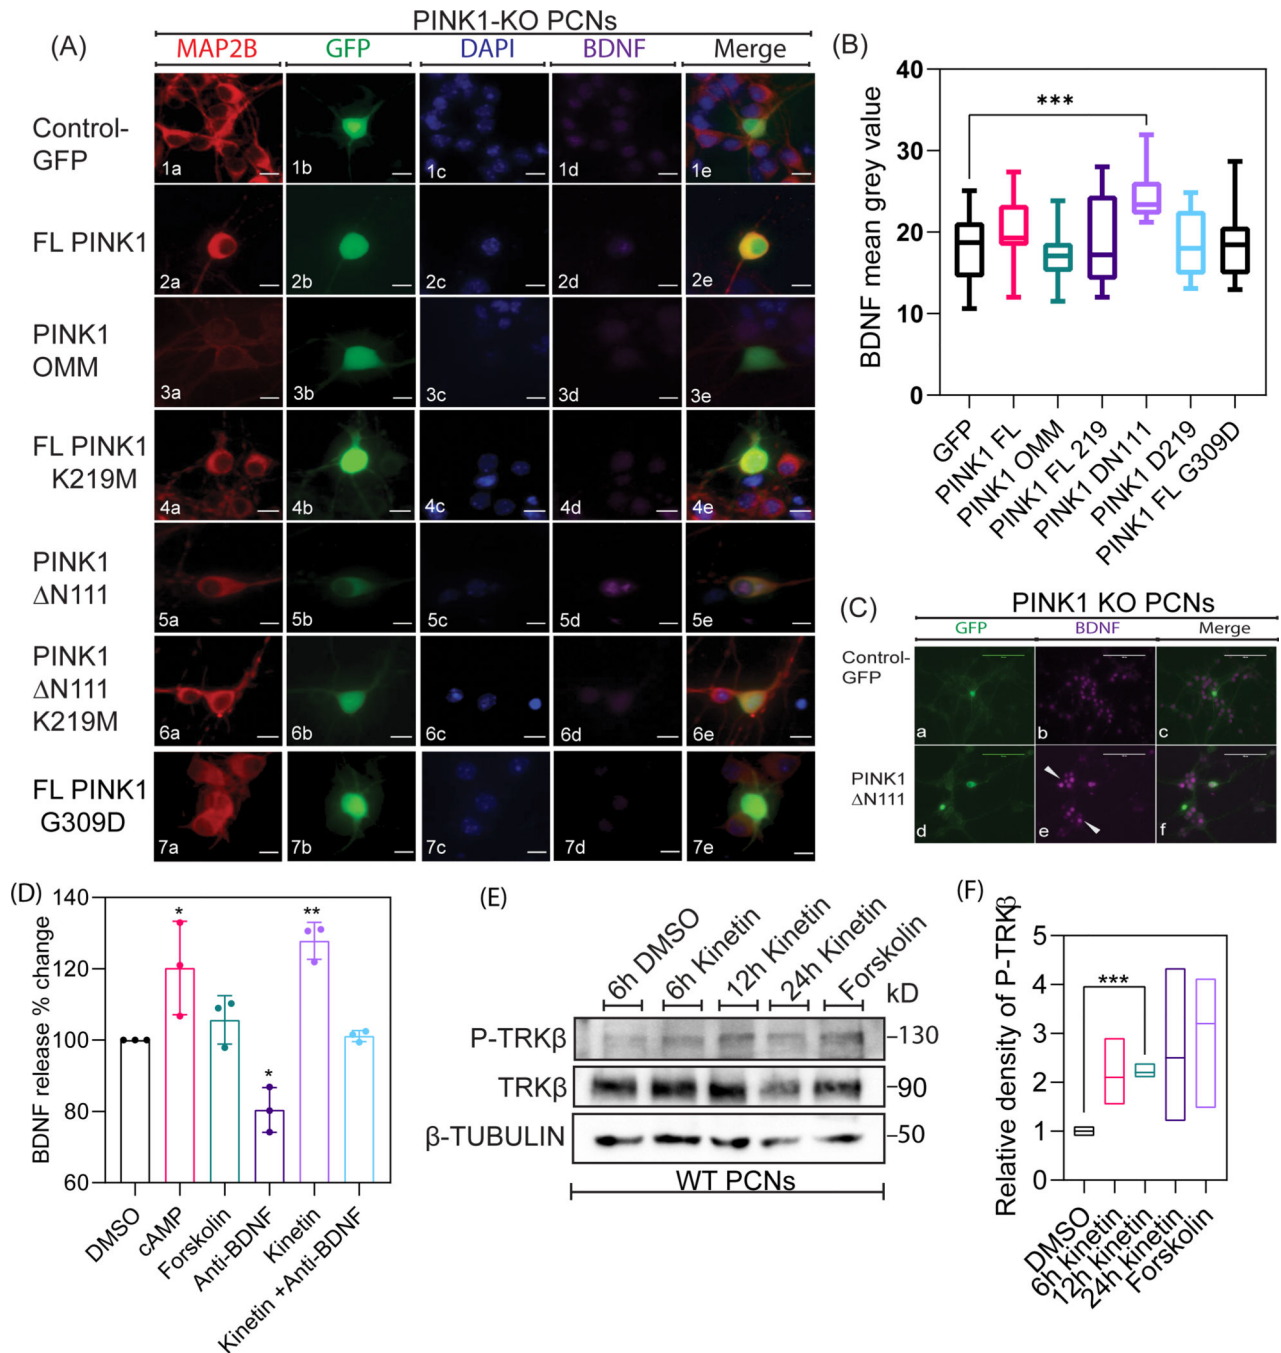 (A)
PINK1-KO PCNs
MAP2B GFP DAPI BDNF Merge
Control-
GFP
1a 1b 1c 1d 1e
FL PINK1
2a 2b 2c 2d 2e
PINK1
OMM
3a 3b 3c 3d 3e
FL PINK1
K219M
4a 4b 4c 4d 4e
PINK1
ΔN111
5a 5b 5c 5d 5e
PINK1
ΔN111
K219M
6a 6b 6c 6d 6e
FL PINK1
G309D
7a 7b 7c 7d 7e
(B)
BDNF mean grey value
40
30
20
10
0
***
GFP
PINK1 FL
PINK1 OMM
PINK1 FL 219
PINK1 DN111
PINK1 D219
PINK1 FL G309D
(C)
PINK1 KO PCNs
GFP BDNF Merge
Control-
GFP
a b c
PINK1
ΔN111
d e f
(D)
BDNF release % change
140
120
100
80
60
*
*
**
DMSO
cAMP
Forskolin
Anti-BDNF
Kinetin
Kinetin +Anti-BDNF
(E)
6h DMSO
6h Kinetin
12h Kinetin
24h Kinetin
Forskolin
kD
P-TRKβ –130
TRKβ –90
β-TUBULIN –50
WT PCNs
(F)
Relative density of P-TRKβ
5
4
3
2
1
0
***
DMSO
6h kinetin
12h kinetin
24h kinetin
Forskolin